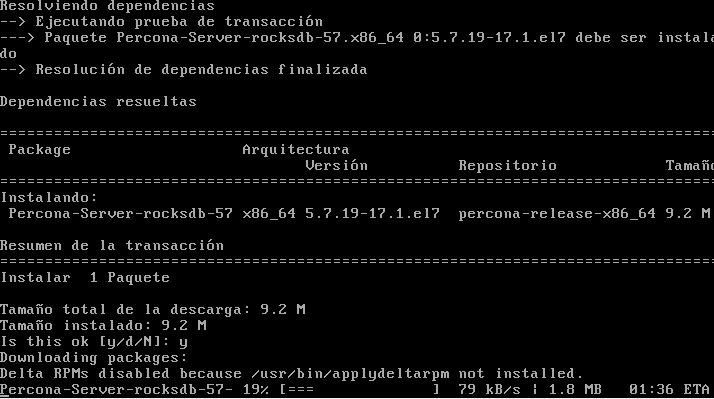 Resolviendo dependencias
--> Ejecutando prueba de transacción
---> Paquete Percona-Server-rocksdb-57.x86_64 0:5.7.19-17.1.el7 debe ser instala
do
--> Resolución de dependencias finalizada
Dependencias resueltas
================================================================================
Package Arquitectura
Versión Repositorio Tamaño
================================================================================
Instalando:
Percona-Server-rocksdb-57 x86_64 5.7.19-17.1.el7 percona-release-x86_64 9.2 M
Resumen de la transacción
================================================================================
Instalar 1 Paquete
Tamaño total de la descarga: 9.2 M
Tamaño instalado: 9.2 M
Is this ok [y/d/N]: y
Downloading packages:
Delta RPMs disabled because /usr/bin/applydeltarpm not installed.
Percona-Server-rocksdb-57- 19% [=== ] 79 kB/s | 1.8 MB 01:36 ETA